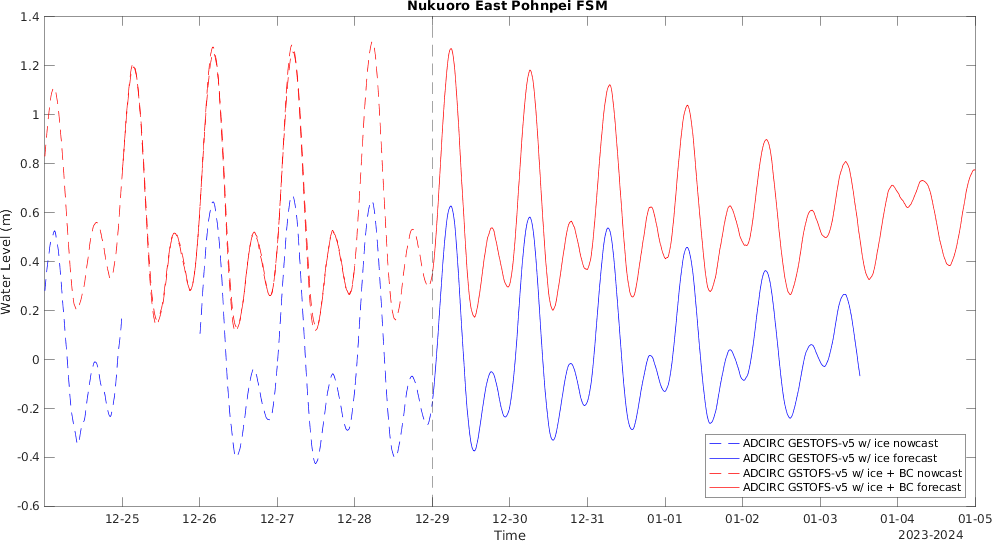 Nukuoro East Pohnpei FSM
1.4
1.2
1
0.8
0.6
0.4
0.2
0
-0.2
-0.4
-0.6
Water Level (m)
12-25 12-26 12-27 12-28 12-29 12-30 12-31 01-01 01-02 01-03 01-04 01-05
Time
2023-2024
ADCIRC GESTOFS-v5 w/ ice nowcast
ADCIRC GESTOFS-v5 w/ ice forecast
ADCIRC GSTOFS-v5 w/ ice + BC nowcast
ADCIRC GSTOFS-v5 w/ ice + BC forecast